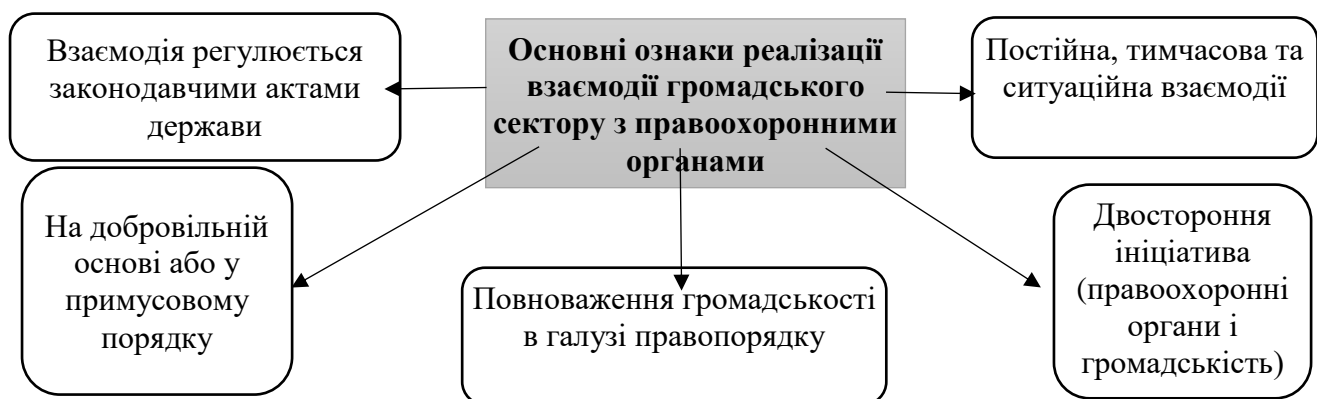 Взаємодія регулюється
законодавчими актами
держави
Основні ознаки реалізації
взаємодії громадського
сектору з правоохоронними
органами
Постійна, тимчасова та
ситуаційна взаємодії
На добровільній
основі або у
примусовому
порядку
Повноваження громадськості
в галузі правопорядку
Двостороння
ініціатива
(правоохоронні
органи і
громадськість)